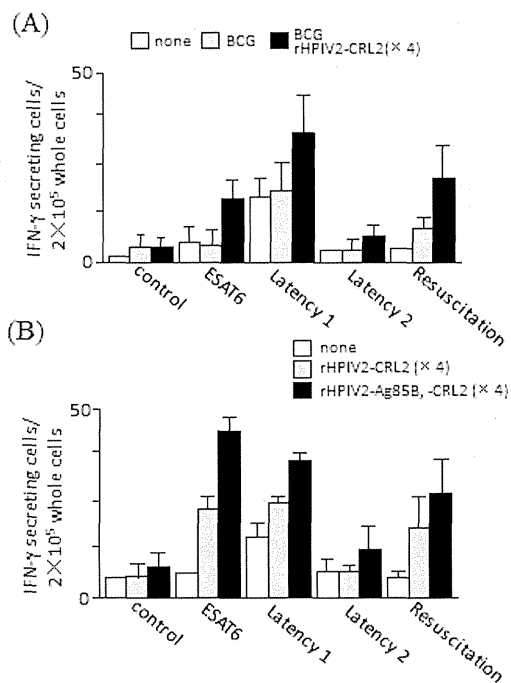 (A)
none BCG BCG
rHPIV2-CRL2(× 4)
50
0
IFN-γ secreting cells/
2×10⁵ whole cells
control
ESAT6
Latency 1
Latency 2
Resuscitation
(B)
none
rHPIV2-CRL2 (× 4)
rHPIV2-Ag85B, -CRL2 (× 4)
50
0
IFN-γ secreting cells/
2×10⁵ whole cells
control
ESAT6
Latency 1
Latency 2
Resuscitation